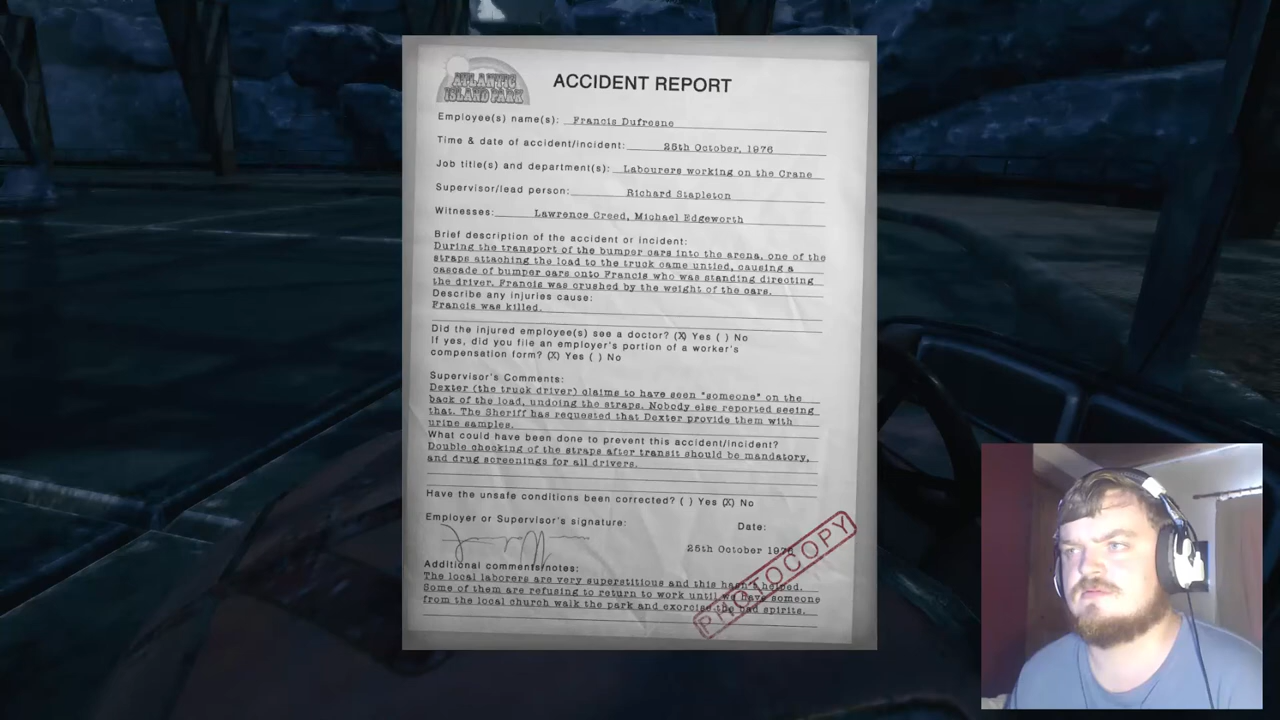 ATLANTIC
ISLAND PARK
ACCIDENT REPORT
Employee(s) name(s): Francis Dufresne
Time & date of accident/incident: 25th October, 1976
Job title(s) and department(s): Labourers working on the Crane
Supervisor/lead person: Richard Stapleton
Witnesses: Lawrence Creed, Michael Edgeworth
Brief description of the accident or incident:
During the transport of the bumper cars into the arena, one of the
straps attaching the load to the truck came untied, causing a
cascade of bumper cars onto Francis who was standing directing
the driver. Francis was crushed by the weight of the cars.
Describe any injuries cause:
Francis was killed.
Did the injured employee(s) see a doctor? (X) Yes ( ) No
If yes, did you file an employer's portion of a worker's
compensation form? (X) Yes ( ) No
Supervisor's Comments:
Dexter (the truck driver) claims to have seen "someone" on the
back of the load, undoing the straps. Nobody else reported seeing
that. The Sheriff has requested that Dexter provide them with
urine samples.
What could have been done to prevent this accident/incident?
Double checking of the straps after transit should be mandatory,
and drug screenings for all drivers.
Have the unsafe conditions been corrected? ( ) Yes (X) No
Employer or Supervisor's signature:
Date:
25th October 1976
Additional comments/notes:
The local laborers are very superstitious and this hasn't helped.
Some of them are refusing to return to work until we have someone
from the local church walk the park and exorcise the bad spirits.
PHOTOCOPY